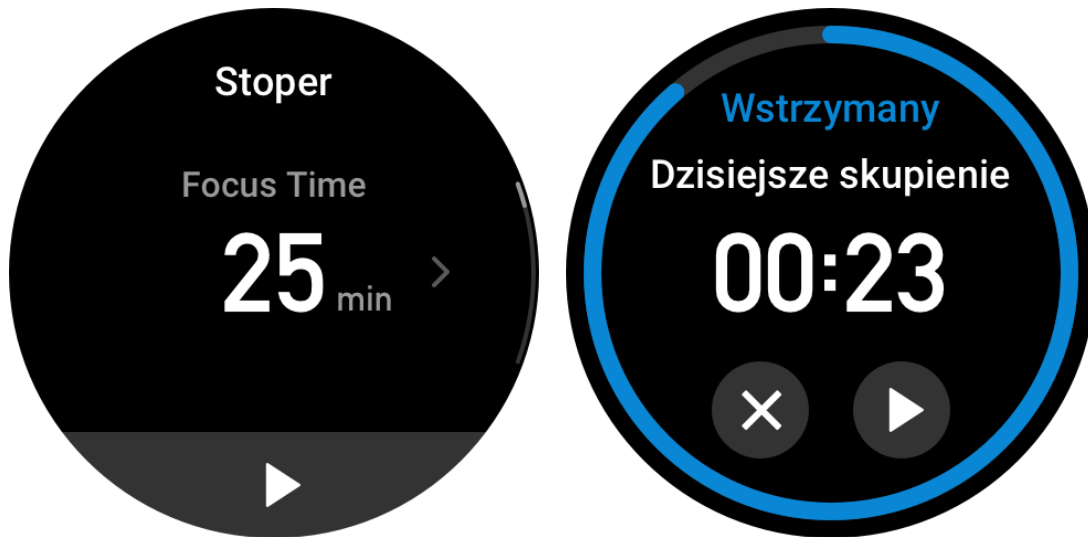 Stoper
Focus Time
25 min
Wstrzymany
Dzisiejsze skupienie
00:23